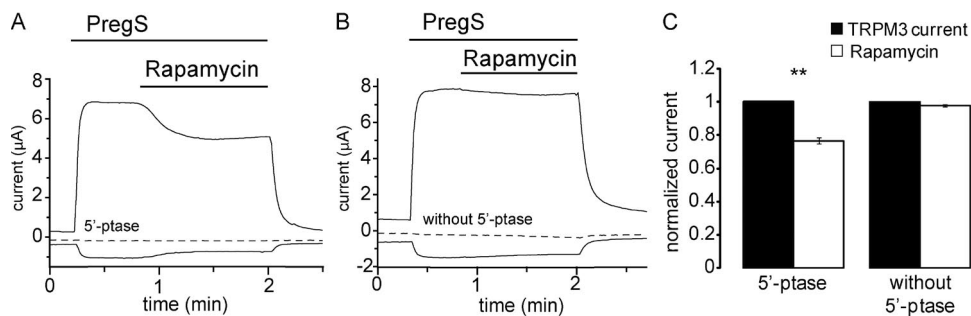 A
PregS
Rapamycin
8
6
4
2
0
current (µA)
5'-ptase
0
1
2
time (min)
B
PregS
Rapamycin
8
6
4
2
0
-2
current (µA)
without 5'-ptase
0
1
2
time (min)
C
TRPM3 current
Rapamycin
1.2
1
0.8
0.6
0.4
0.2
0
normalized current
**
5'-ptase
without
5'-ptase